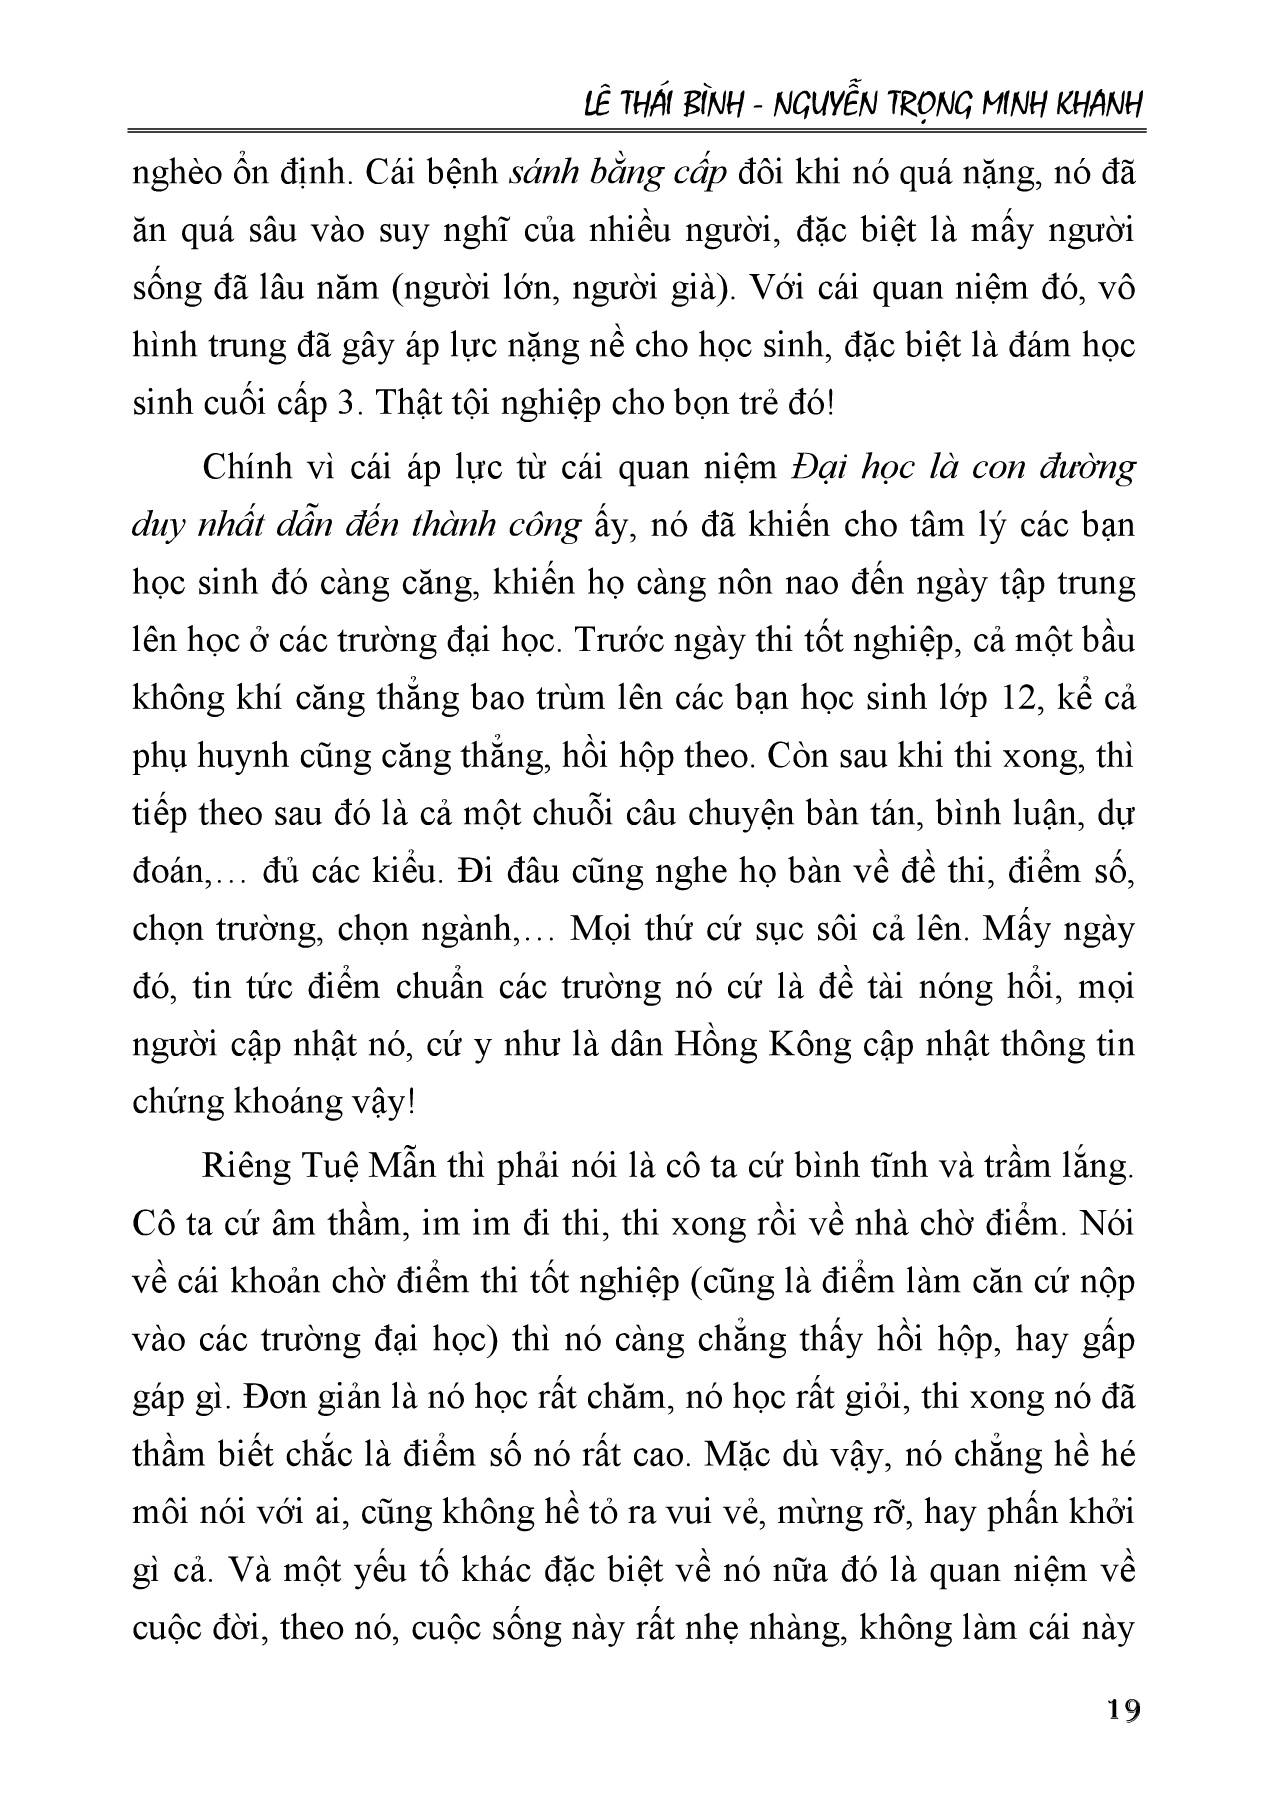 LÊ THÁI BÌNH - NGUYỄN TRỌNG MINH KHANH
nghèo ổn định. Cái bệnh sánh bằng cấp đôi khi nó quá nặng, nó đã
ăn quá sâu vào suy nghĩ của nhiều người, đặc biệt là mấy người
sống đã lâu năm (người lớn, người già). Với cái quan niệm đó, vô
hình trung đã gây áp lực nặng nề cho học sinh, đặc biệt là đám học
sinh cuối cấp 3. Thật tội nghiệp cho bọn trẻ đó!
Chính vì cái áp lực từ cái quan niệm Đại học là con đường
duy nhất dẫn đến thành công ấy, nó đã khiến cho tâm lý các bạn
học sinh đó càng căng, khiến họ càng nôn nao đến ngày tập trung
lên học ở các trường đại học. Trước ngày thi tốt nghiệp, cả một bầu
không khí căng thẳng bao trùm lên các bạn học sinh lớp 12, kể cả
phụ huynh cũng căng thẳng, hồi hộp theo. Còn sau khi thi xong, thì
tiếp theo sau đó là cả một chuỗi câu chuyện bàn tán, bình luận, dự
đoán,… đủ các kiểu. Đi đâu cũng nghe họ bàn về đề thi, điểm số,
chọn trường, chọn ngành,… Mọi thứ cứ sục sôi cả lên. Mấy ngày
đó, tin tức điểm chuẩn các trường nó cứ là đề tài nóng hổi, mọi
người cập nhật nó, cứ y như là dân Hồng Kông cập nhật thông tin
chứng khoáng vậy!
Riêng Tuệ Mẫn thì phải nói là cô ta cứ bình tĩnh và trầm lắng.
Cô ta cứ âm thầm, im im đi thi, thi xong rồi về nhà chờ điểm. Nói
về cái khoản chờ điểm thi tốt nghiệp (cũng là điểm làm căn cứ nộp
vào các trường đại học) thì nó càng chẳng thấy hồi hộp, hay gấp
gáp gì. Đơn giản là nó học rất chăm, nó học rất giỏi, thi xong nó đã
thầm biết chắc là điểm số nó rất cao. Mặc dù vậy, nó chẳng hề hé
môi nói với ai, cũng không hề tỏ ra vui vẻ, mừng rỡ, hay phấn khởi
gì cả. Và một yếu tố khác đặc biệt về nó nữa đó là quan niệm về
cuộc đời, theo nó, cuộc sống này rất nhẹ nhàng, không làm cái này
19